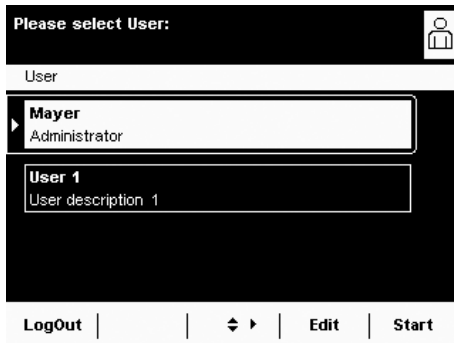 Please select User:
User
Mayer
Administrator
User 1
User description 1
LogOut Edit Start